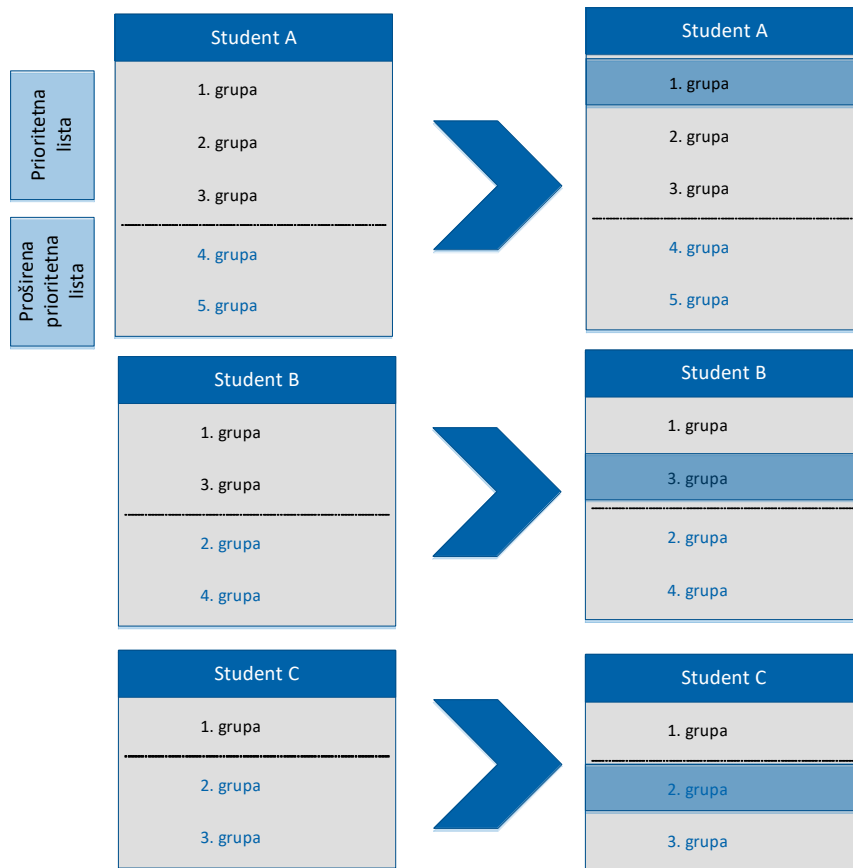 Prioritetna
lista
Proširena
prioritetna
lista
Student A
1. grupa
2. grupa
3. grupa
4. grupa
5. grupa
Student A
1. grupa
2. grupa
3. grupa
4. grupa
5. grupa
Student B
1. grupa
3. grupa
2. grupa
4. grupa
Student B
1. grupa
3. grupa
2. grupa
4. grupa
Student C
1. grupa
2. grupa
3. grupa
Student C
1. grupa
2. grupa
3. grupa